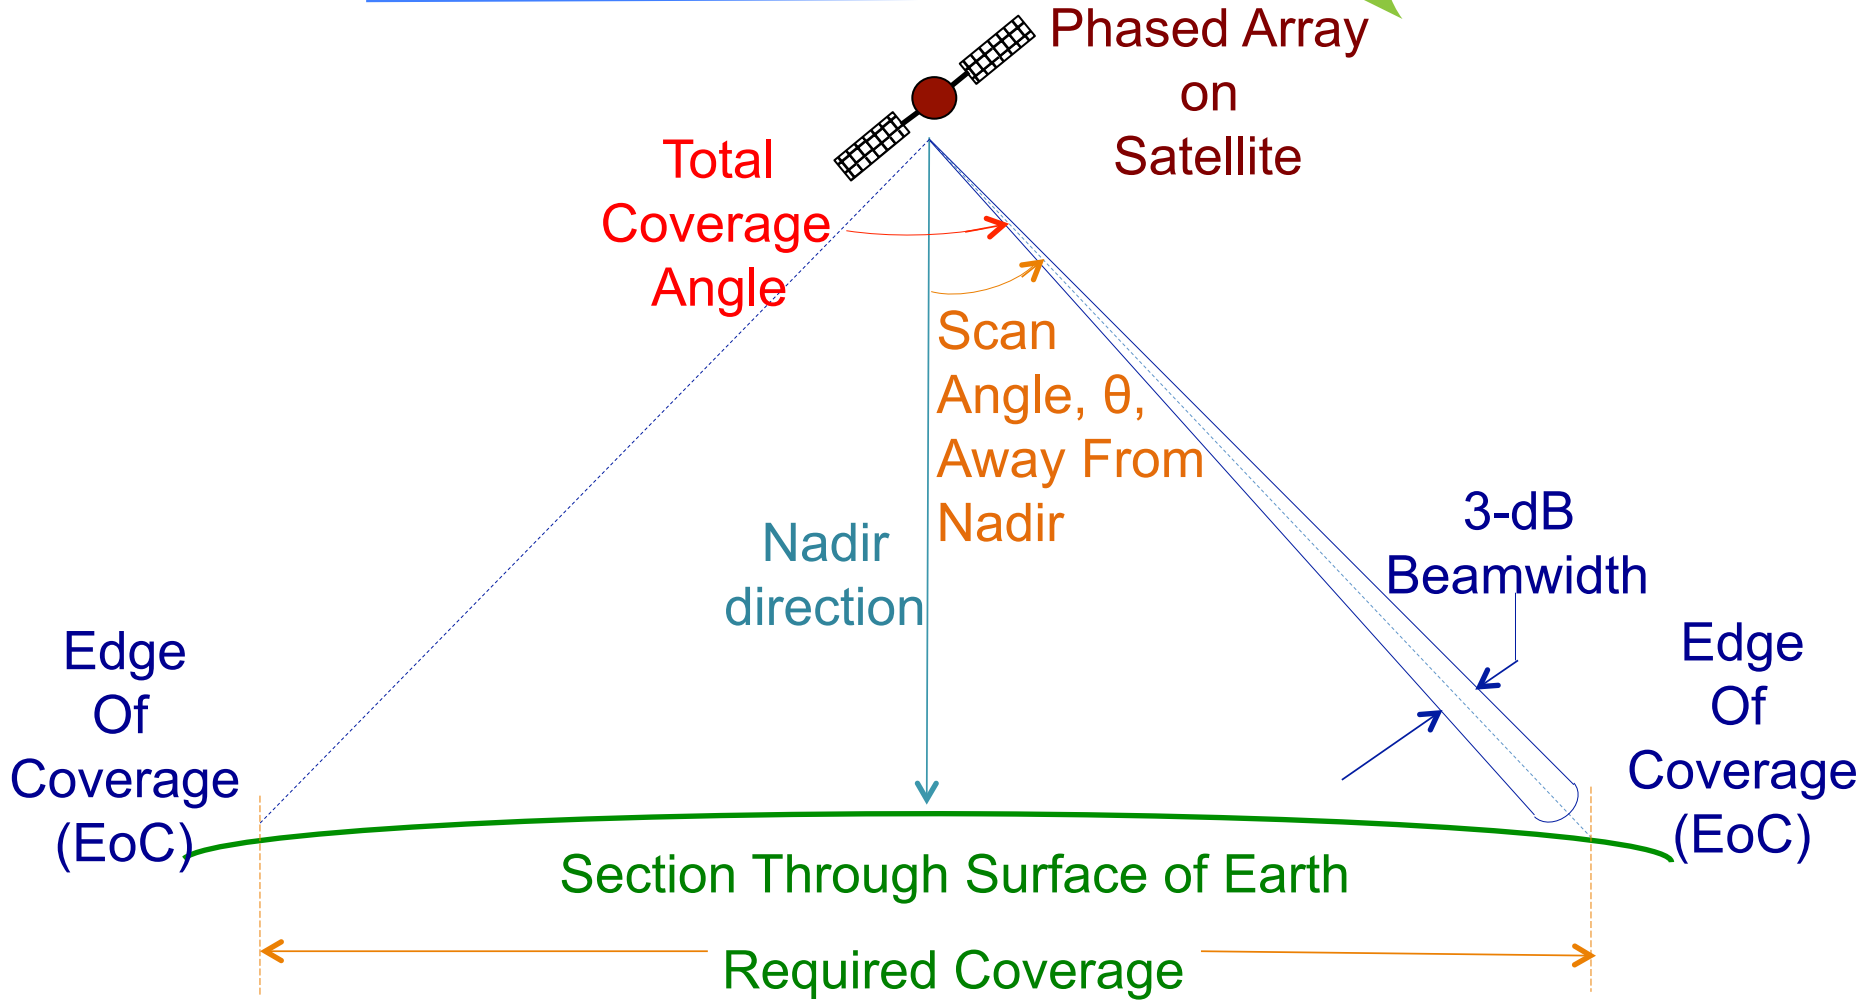 Phased Array
on
Satellite
Total
Coverage
Angle
Scan
Angle, θ,
Away From
Nadir
Nadir
direction
3-dB
Beamwidth
Edge
Of
Coverage
(EoC)
Edge
Of
Coverage
(EoC)
Section Through Surface of Earth
Required Coverage